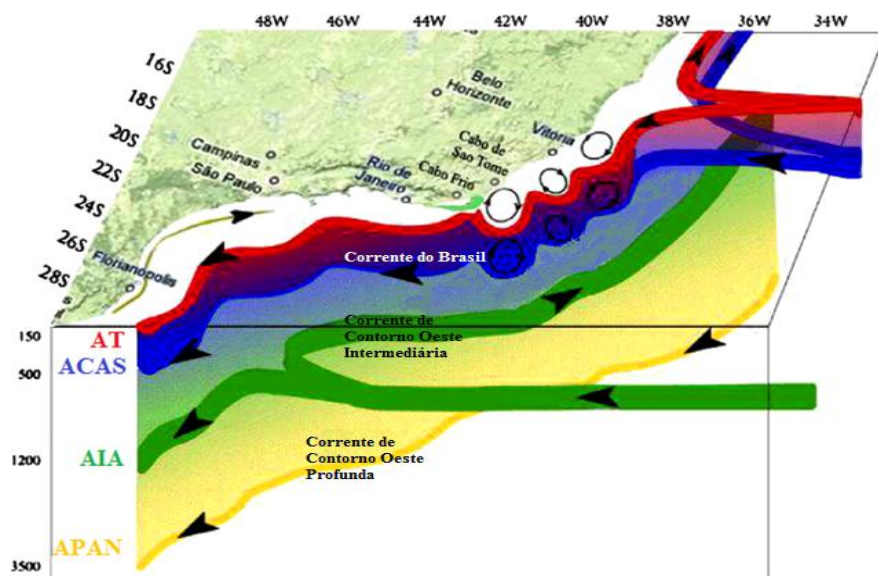 48W 46W 44W 42W 40W 38W 36W 34W
16S
18S
20S
22S
24S
26S
28S
Belo
Horizonte
Vitoria
Cabo de
Sao Tome
Campinas
São Paulo
Rio de
Janeiro
Cabo Frio
Florianopolis
Corrente do Brasil
Corrente de
Contorno Oeste
Intermediária
Corrente de
Contorno Oeste
Profunda
150
AT
ACAS
500
1200
AIA
APAN
3500